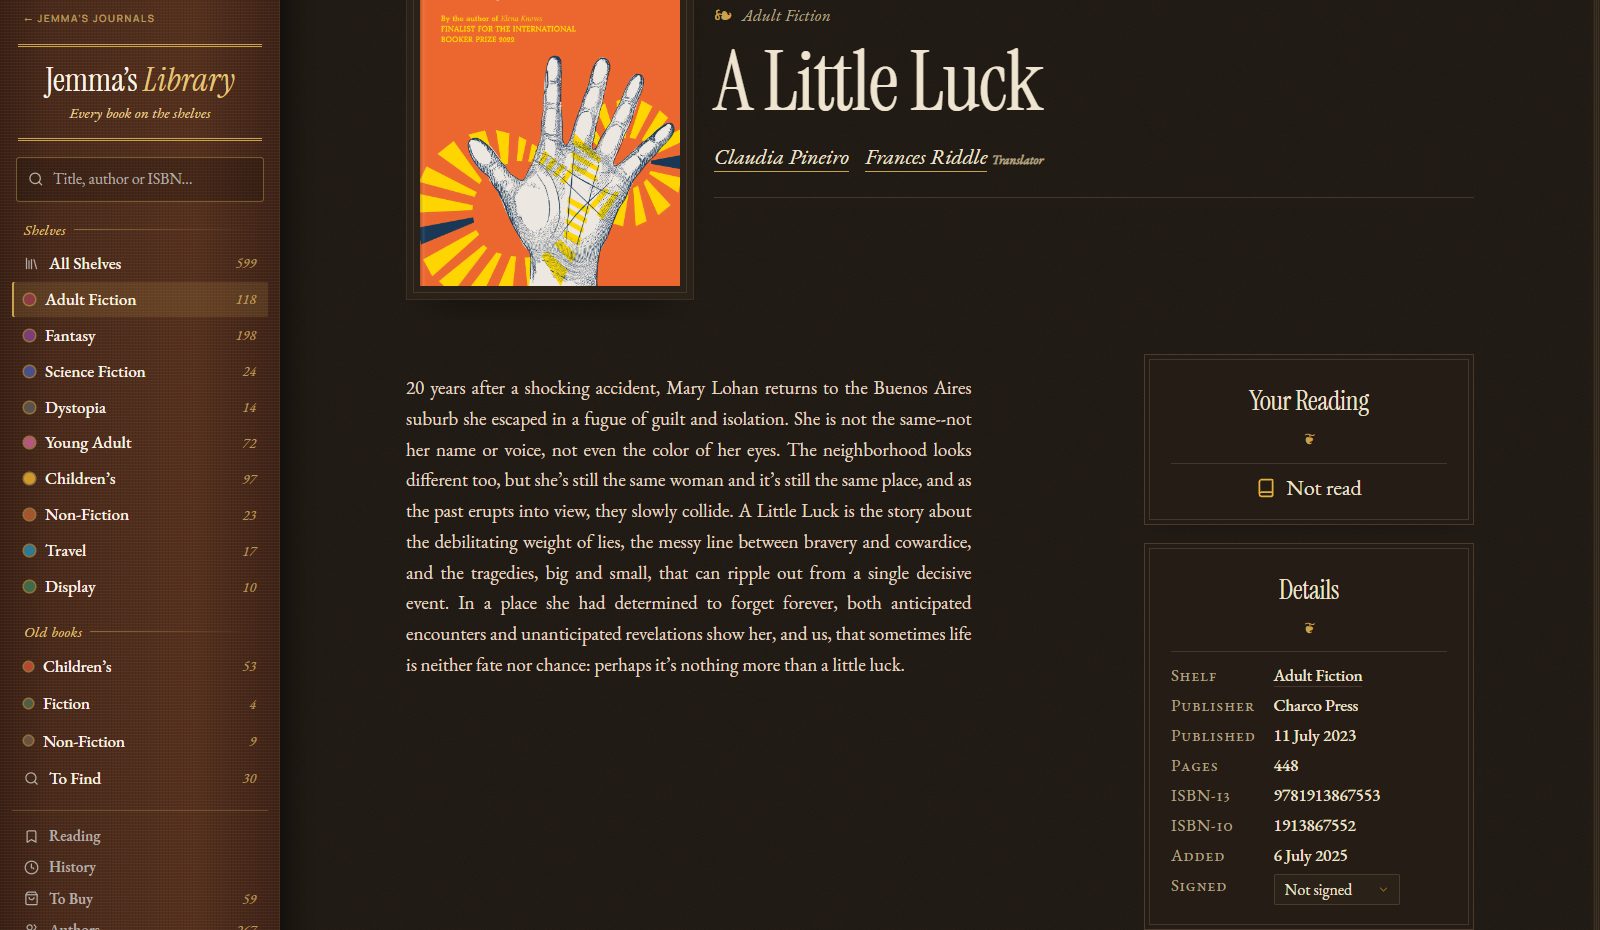 ← JEMMA'S JOURNALS
Jemma's Library
Every book on the shelves
Title, author or ISBN...
Shelves
All Shelves 599
Adult Fiction 118
Fantasy 198
Science Fiction 24
Dystopia 14
Young Adult 72
Children's 97
Non-Fiction 23
Travel 17
Display 10
Old books
Children's 53
Fiction 4
Non-Fiction 9
To Find 30
Reading
History
To Buy 59
Authors 267
By the author of Elena Knows
FINALIST FOR THE INTERNATIONAL
BOOKER PRIZE 2022
Adult Fiction
A Little Luck
Claudia Pineiro Frances Riddle Translator
20 years after a shocking accident, Mary Lohan returns to the Buenos Aires
suburb she escaped in a fugue of guilt and isolation. She is not the same--not
her name or voice, not even the color of her eyes. The neighborhood looks
different too, but she's still the same woman and it's still the same place, and as
the past erupts into view, they slowly collide. A Little Luck is the story about
the debilitating weight of lies, the messy line between bravery and cowardice,
and the tragedies, big and small, that can ripple out from a single decisive
event. In a place she had determined to forget forever, both anticipated
encounters and unanticipated revelations show her, and us, that sometimes life
is neither fate nor chance: perhaps it's nothing more than a little luck.
Your Reading
Not read
Details
Shelf Adult Fiction
Publisher Charco Press
Published 11 July 2023
Pages 448
ISBN-13 9781913867553
ISBN-10 1913867552
Added 6 July 2025
Signed Not signed